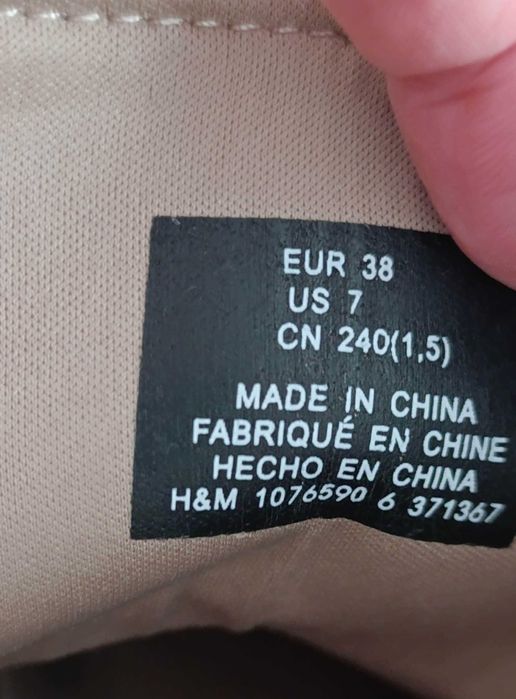 EUR 38
US 7
CN 240(1,5)
MADE IN CHINA
FABRIQUÉ EN CHINE
HECHO EN CHINA
H&M 1076590 6 371367